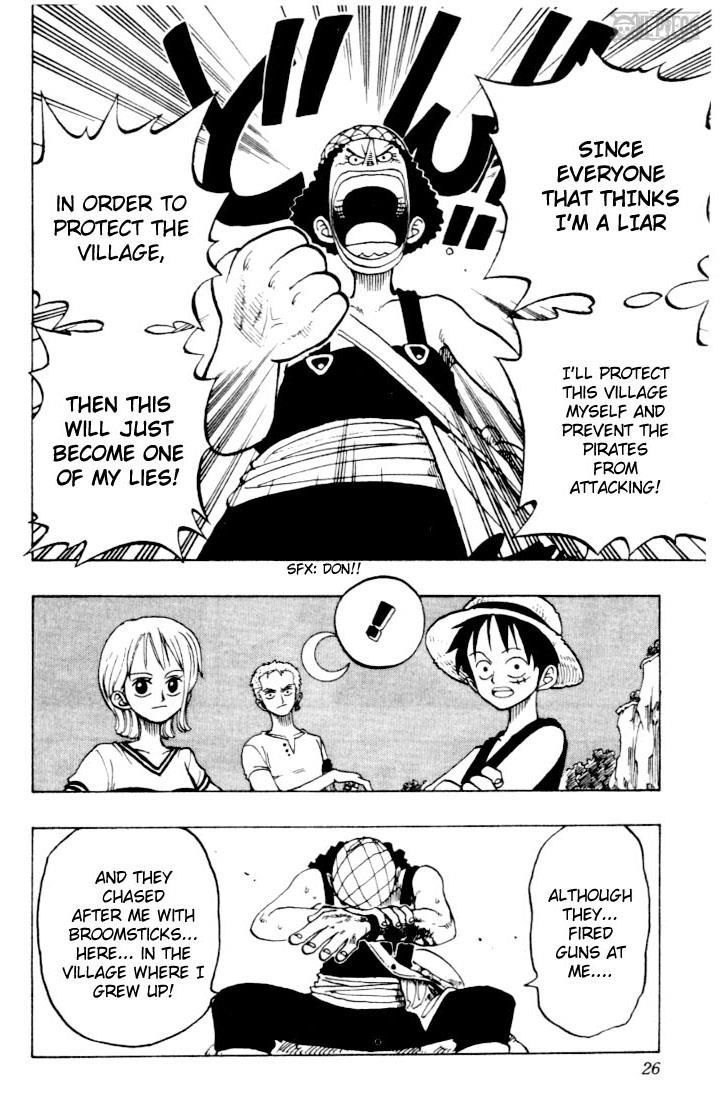 SINCE
EVERYONE
THAT THINKS
I'M A LIAR
I'LL PROTECT
THIS VILLAGE
MYSELF AND
PREVENT THE
PIRATES
FROM
ATTACKING!
IN ORDER TO
PROTECT THE
VILLAGE,
THEN THIS
WILL JUST
BECOME ONE
OF MY LIES!
SFX: DON!!
!
ALTHOUGH
THEY...
FIRED
GUNS AT
ME....
AND THEY
CHASED
AFTER ME WITH
BROOMSTICKS...
HERE... IN THE
VILLAGE WHERE I
GREW UP!
26